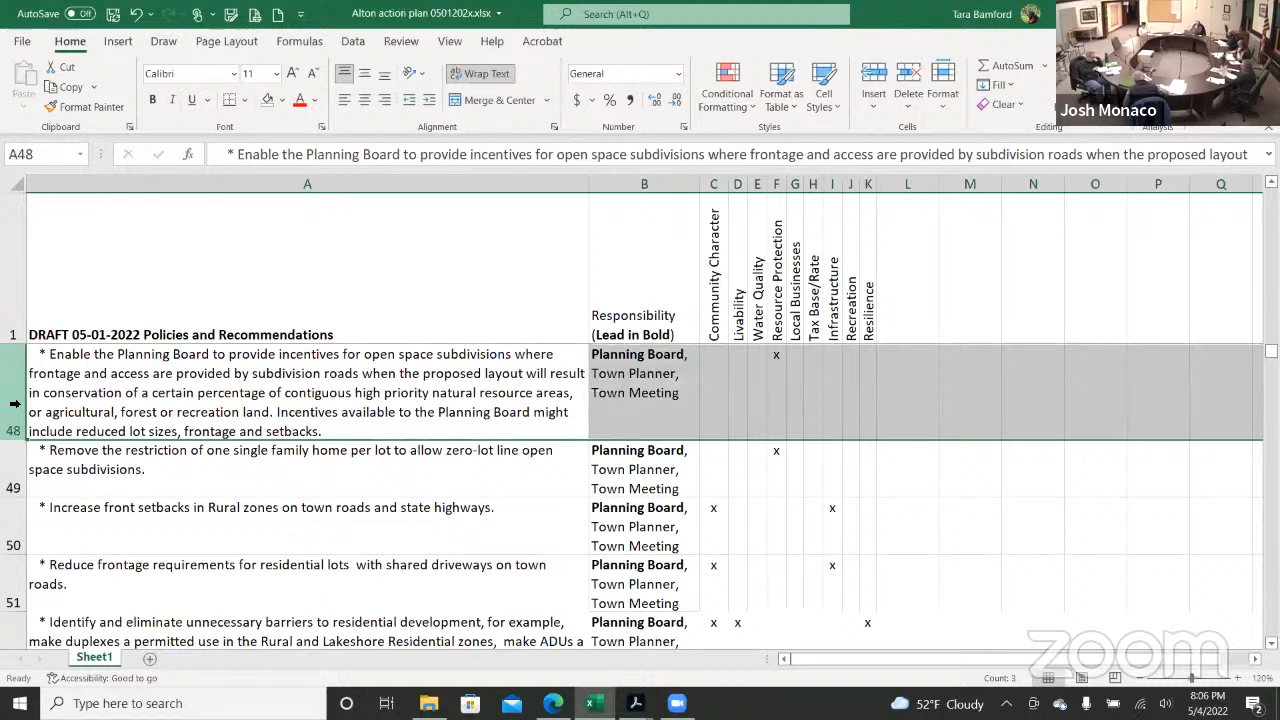 AutoSave Off
Alton action plan 0501202x.xlsx
Search (Alt+Q)
Tara Bamford
File Home Insert Draw Page Layout Formulas Data Review View Help Acrobat
Paste
Cut
Copy
Format Painter
Clipboard
Calibri 11
B I U
Font
Wrap Text
Merge & Center
Alignment
General
$ % 9
Number
Conditional Formatting
Format as Table
Cell Styles
Styles
Insert Delete Format
Cells
AutoSum
Fill
Clear
Editing
Analysis
Josh Monaco
A48
fx
* Enable the Planning Board to provide incentives for open space subdivisions where frontage and access are provided by subdivision roads when the proposed layout
A B C D E F G H I J K L M N O P Q
1
DRAFT 05-01-2022 Policies and Recommendations
Responsibility
(Lead in Bold)
Community Character
Livability
Water Quality
Resource Protection
Local Businesses
Tax Base/Rate
Infrastructure
Recreation
Resilience
* Enable the Planning Board to provide incentives for open space subdivisions where
frontage and access are provided by subdivision roads when the proposed layout will result
in conservation of a certain percentage of contiguous high priority natural resource areas,
or agricultural, forest or recreation land. Incentives available to the Planning Board might
include reduced lot sizes, frontage and setbacks.
48
Planning Board,
Town Planner,
Town Meeting
x
* Remove the restriction of one single family home per lot to allow zero-lot line open
space subdivisions.
49
Planning Board,
Town Planner,
Town Meeting
x
* Increase front setbacks in Rural zones on town roads and state highways.
50
Planning Board,
Town Planner,
Town Meeting
x x
* Reduce frontage requirements for residential lots with shared driveways on town
roads.
51
Planning Board,
Town Planner,
Town Meeting
x x
* Identify and eliminate unnecessary barriers to residential development, for example,
make duplexes a permitted use in the Rural and Lakeshore Residential zones, make ADUs a
Planning Board,
Town Planner,
x x x
zoom
Sheet1
Ready
Accessibility: Good to go
Count: 3
120%
Type here to search
52°F Cloudy
8:06 PM
5/4/2022
2